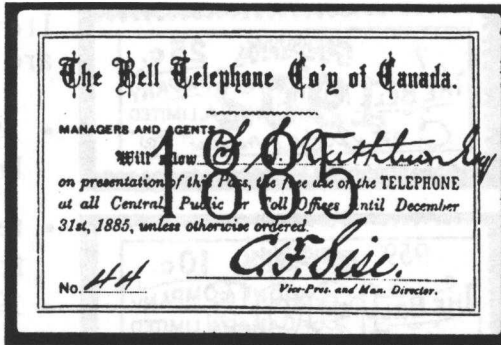 The Bell Telephone Co'y of Canada.
MANAGERS AND AGENTS
Will allow S. Rathbun Esq
on presentation of this Pass, the free use of the TELEPHONE
at all Central, Public or Toll Offices until December
31st, 1885, unless otherwise ordered.
1885
C. F. Sise.
No. 44
Vice-Pres. and Man. Director.